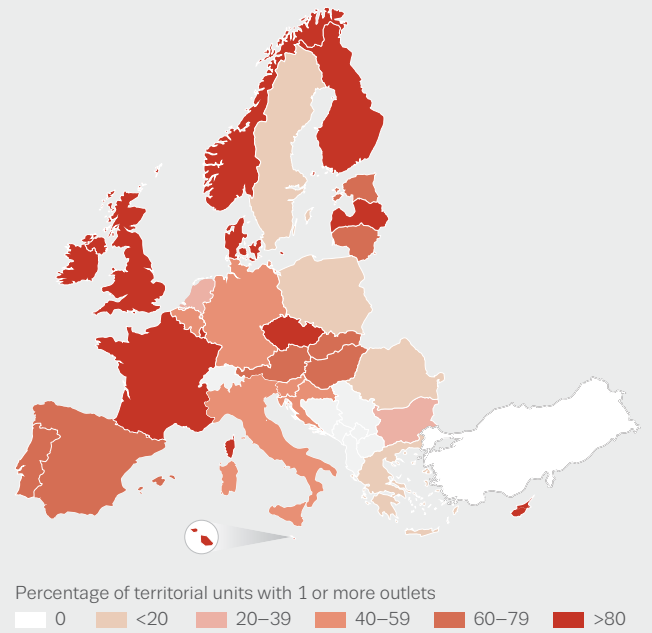 Percentage of territorial units with 1 or more outlets
0 <20 20–39 40–59 60–79 >80